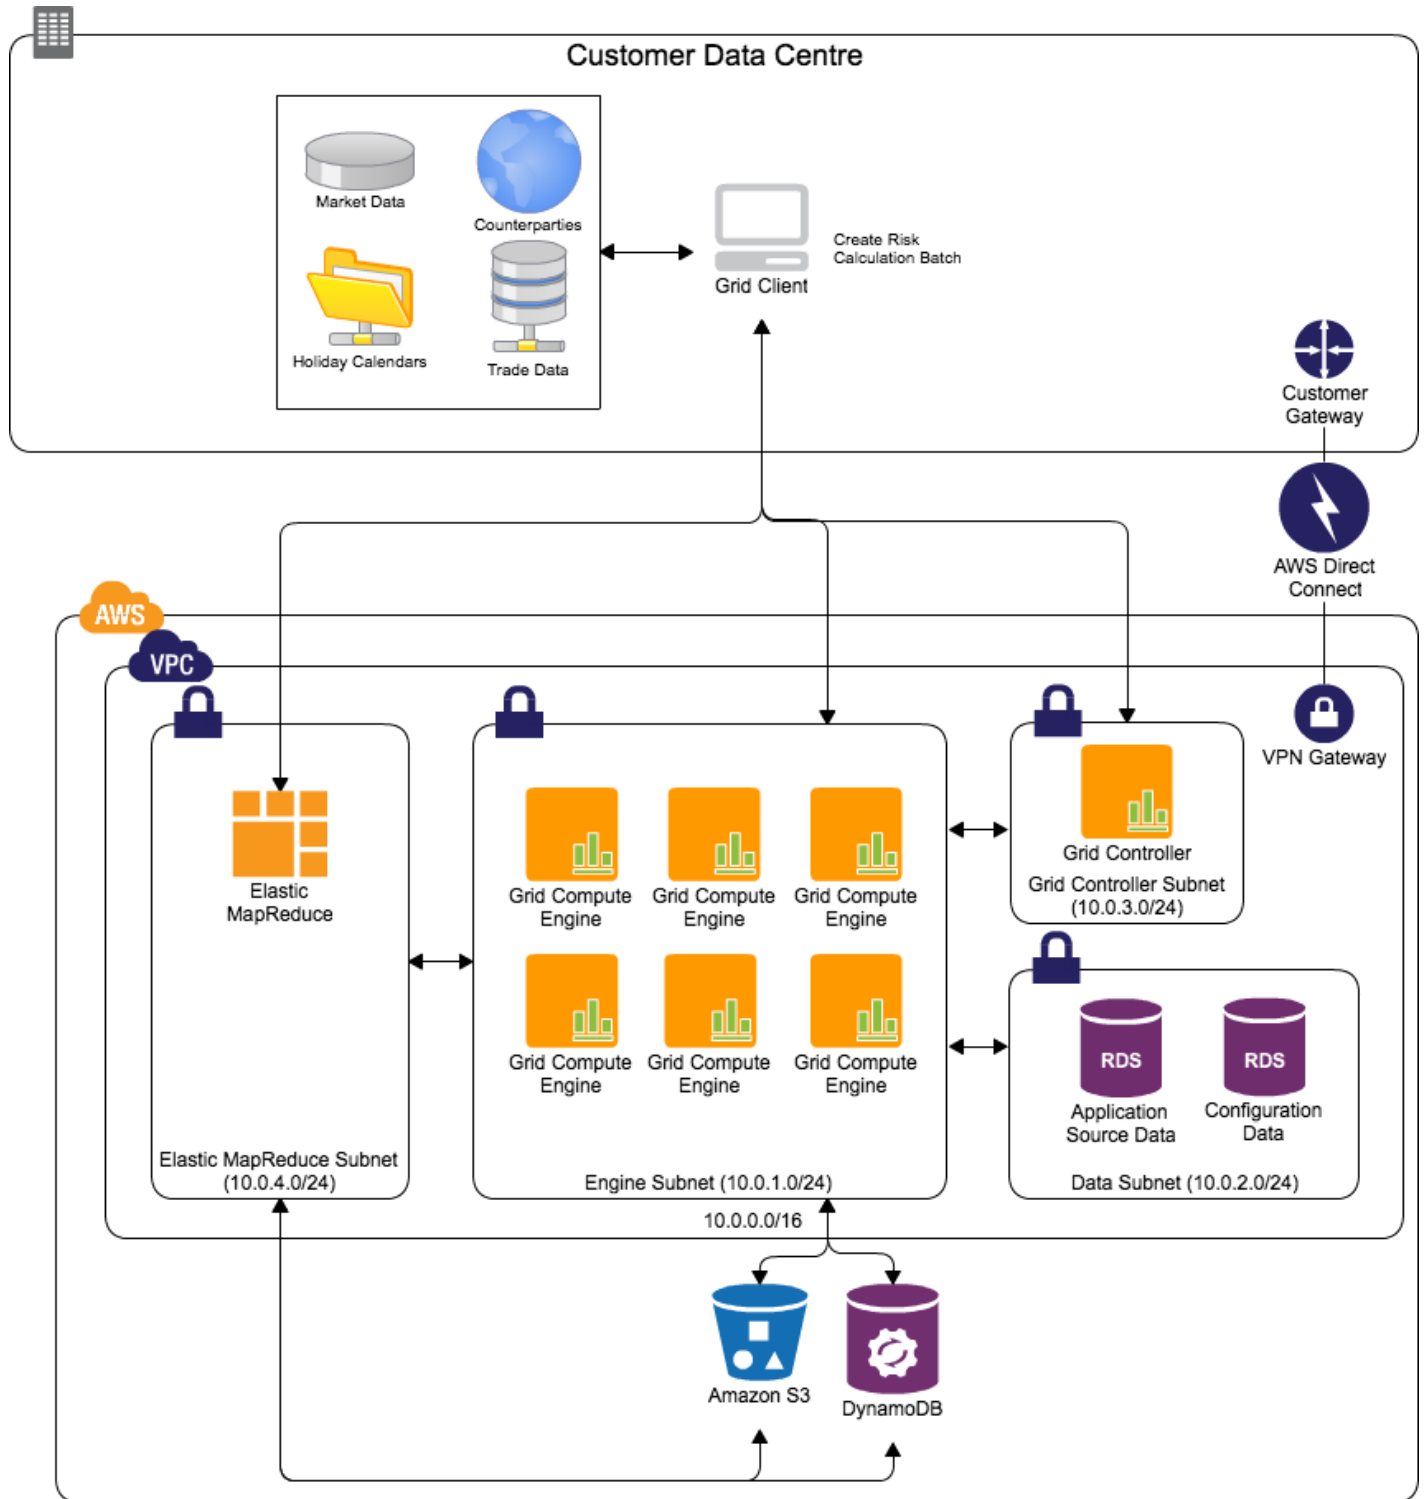 Customer Data Centre
Market Data
Counterparties
Holiday Calendars
Trade Data
Grid Client
Create Risk
Calculation Batch
Customer
Gateway
AWS Direct
Connect
AWS
VPC
VPN Gateway
Elastic
MapReduce
Elastic MapReduce Subnet
(10.0.4.0/24)
Grid Compute
Engine
Grid Compute
Engine
Grid Compute
Engine
Grid Compute
Engine
Grid Compute
Engine
Grid Compute
Engine
Engine Subnet (10.0.1.0/24)
Grid Controller
Grid Controller Subnet
(10.0.3.0/24)
RDS
Application
Source Data
RDS
Configuration
Data
Data Subnet (10.0.2.0/24)
10.0.0.0/16
Amazon S3
DynamoDB